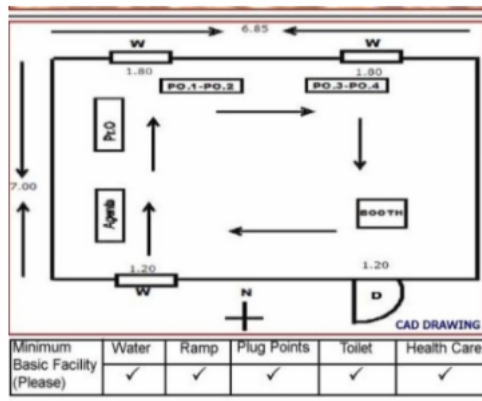 6.85
W W
1.80 1.80
PO.1-PO.2 PO.3-PO.4
Pr.O
7.00
Agents
BOOTH
1.20 1.20
W N D
CAD DRAWING
Minimum Basic Facility (Please) Water Ramp Plug Points Toilet Health Care
✓ ✓ ✓ ✓ ✓